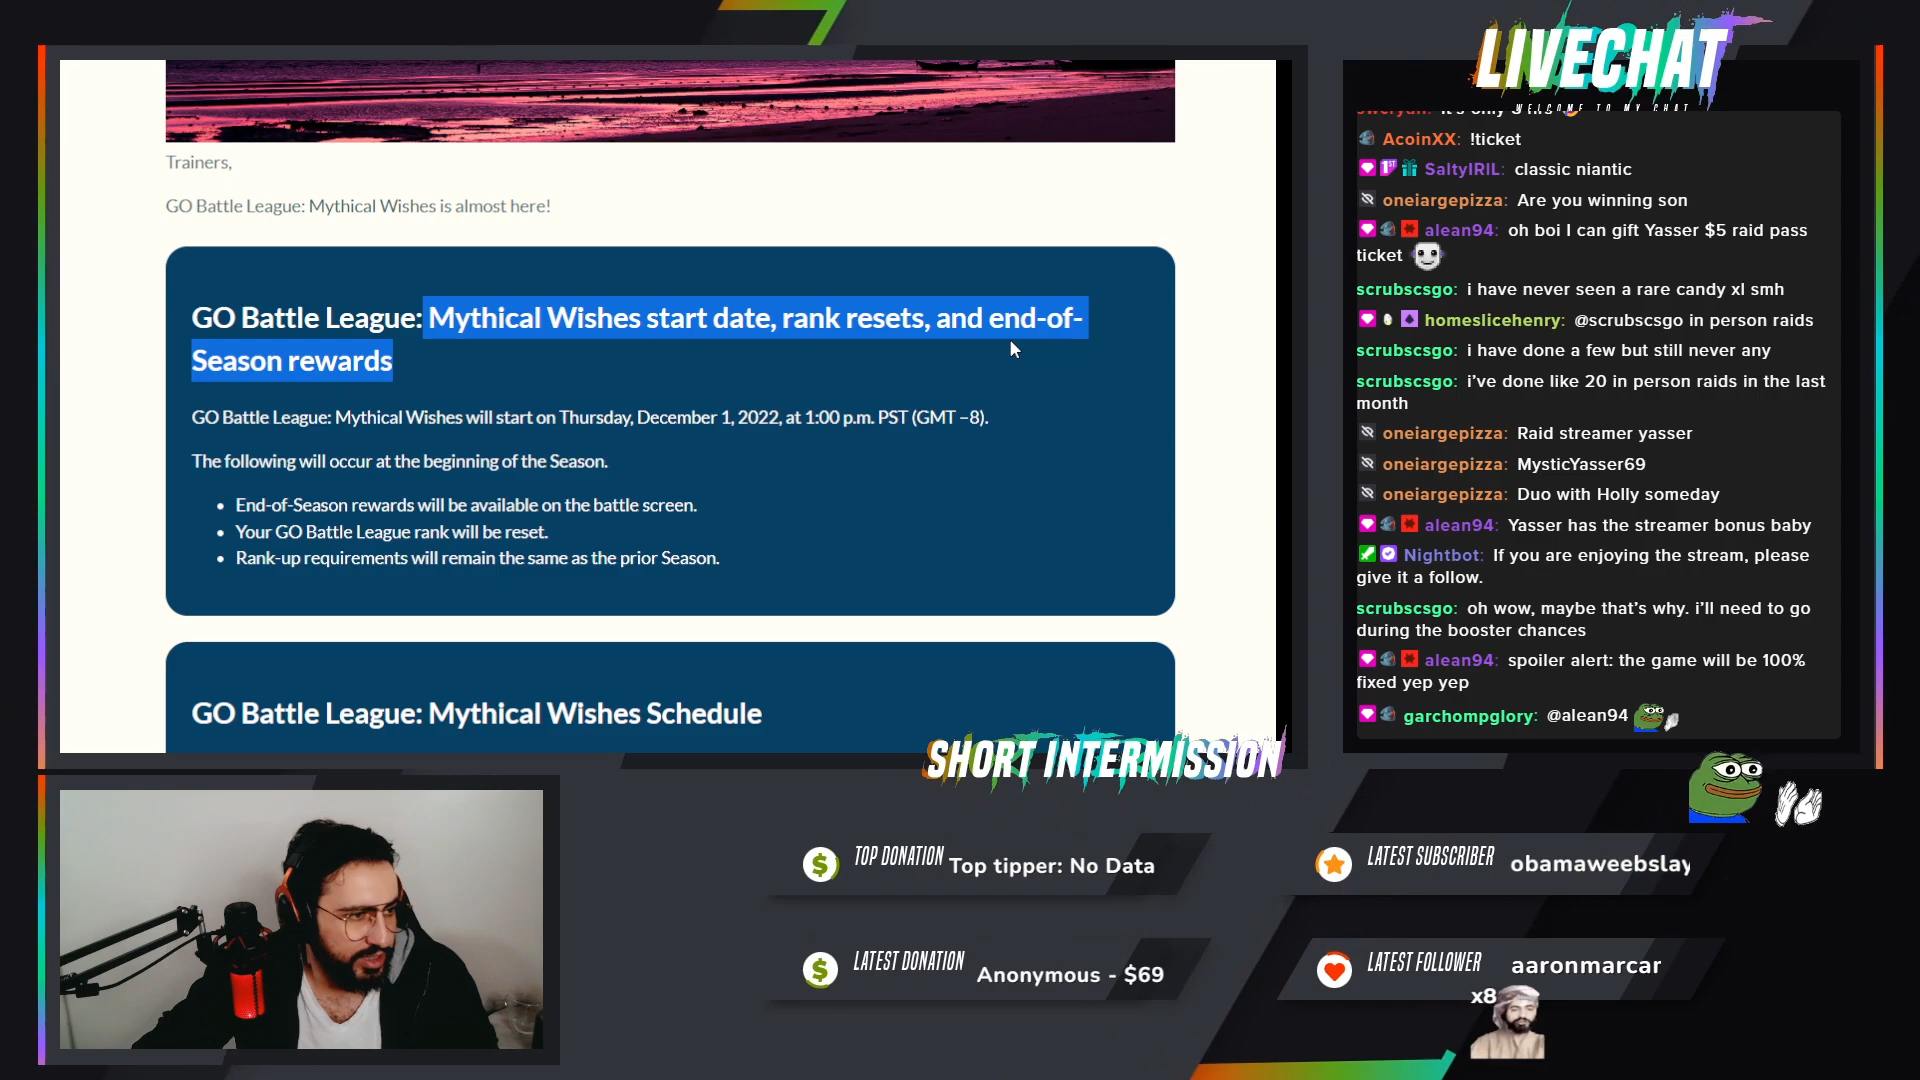 LIVECHAT
WELCOME TO MY CHAT
Trainers,
GO Battle League: Mythical Wishes is almost here!
GO Battle League: Mythical Wishes start date, rank resets, and end-of-
Season rewards
GO Battle League: Mythical Wishes will start on Thursday, December 1, 2022, at 1:00 p.m. PST (GMT −8).
The following will occur at the beginning of the Season.
• End-of-Season rewards will be available on the battle screen.
• Your GO Battle League rank will be reset.
• Rank-up requirements will remain the same as the prior Season.
GO Battle League: Mythical Wishes Schedule
AcoinXX: !ticket
1ST SaltyIRIL: classic niantic
oneiargepizza: Are you winning son
alean94: oh boi I can gift Yasser $5 raid pass
ticket
scrubscsgo: i have never seen a rare candy xl smh
homeslicehenry: @scrubscsgo in person raids
scrubscsgo: i have done a few but still never any
scrubscsgo: i've done like 20 in person raids in the last
month
oneiargepizza: Raid streamer yasser
oneiargepizza: MysticYasser69
oneiargepizza: Duo with Holly someday
alean94: Yasser has the streamer bonus baby
Nightbot: If you are enjoying the stream, please
give it a follow.
scrubscsgo: oh wow, maybe that's why. i'll need to go
during the booster chances
alean94: spoiler alert: the game will be 100%
fixed yep yep
garchompglory: @alean94
SHORT INTERMISSION
$ TOP DONATION Top tipper: No Data
LATEST SUBSCRIBER obamaweebslay
$ LATEST DONATION Anonymous - $69
LATEST FOLLOWER aaronmarcar
x8